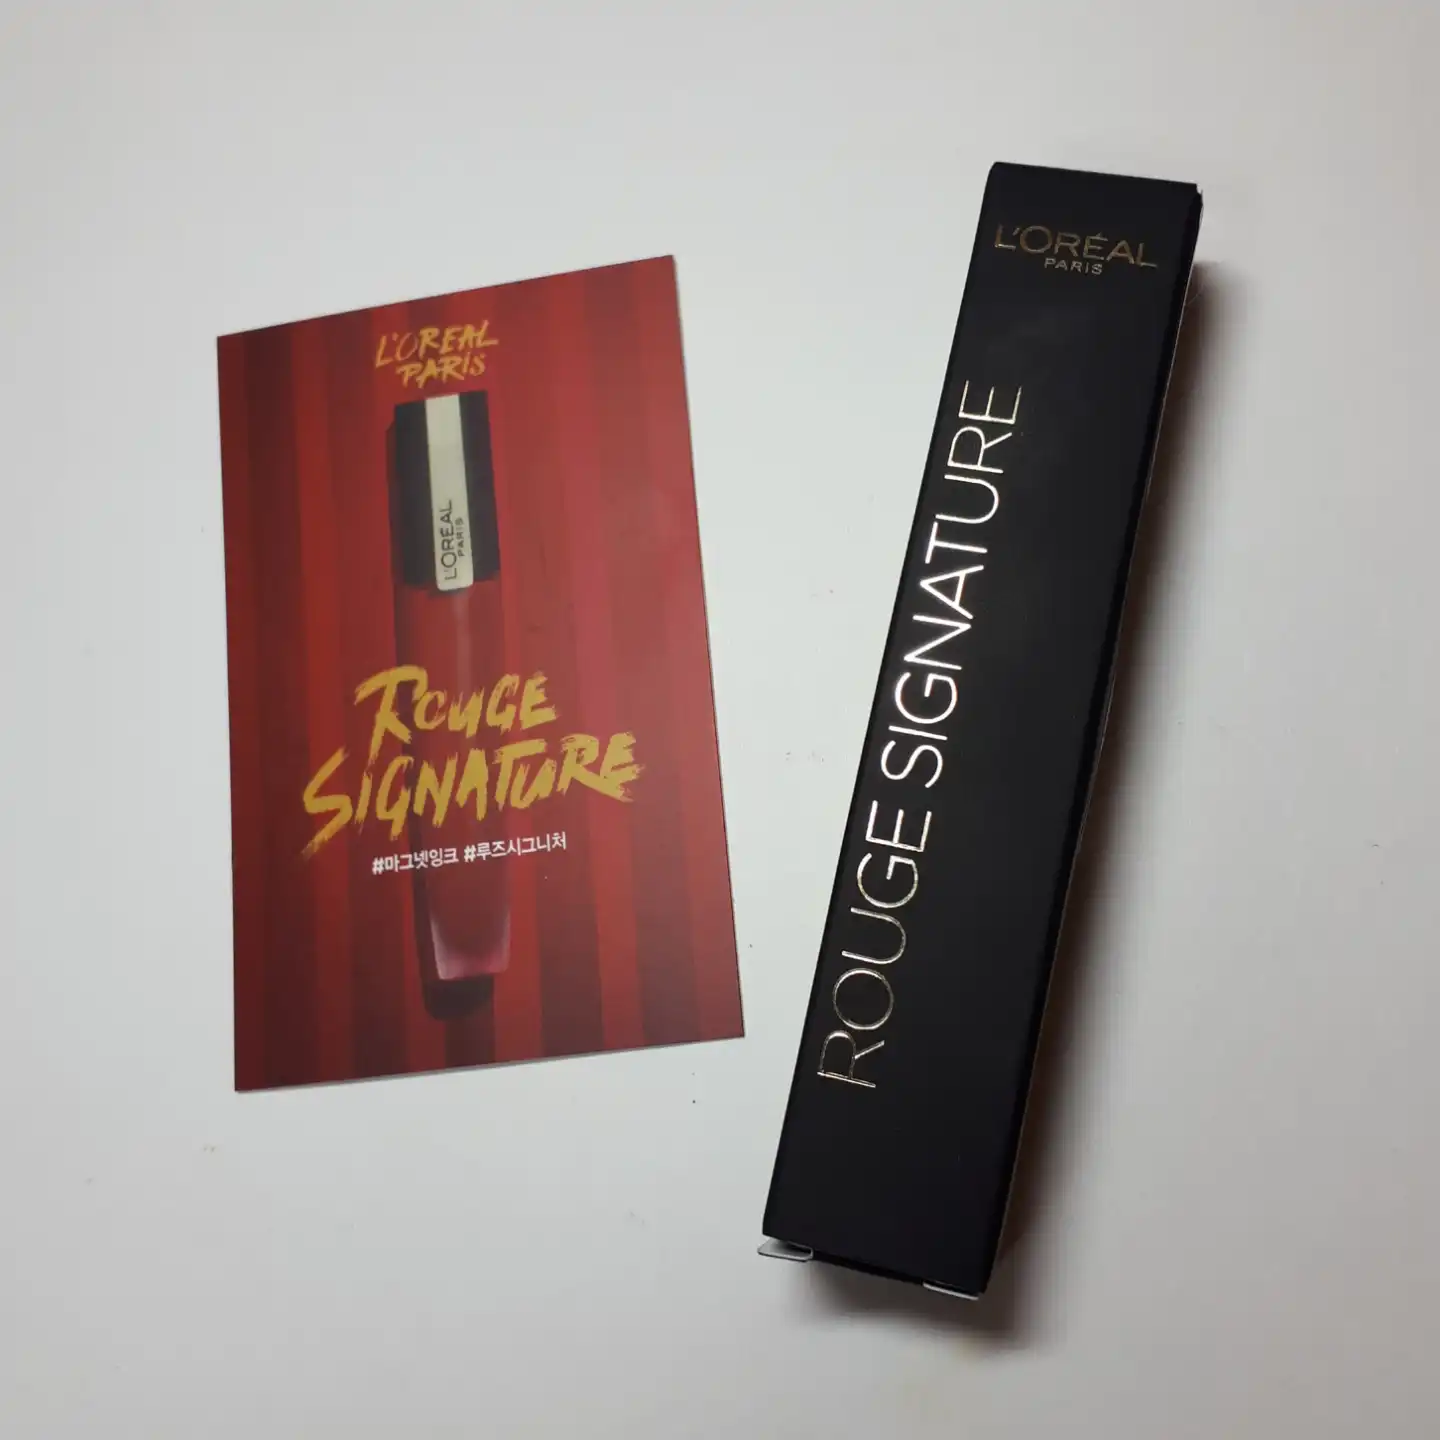 L'OREAL
PARIS
L'ORÉAL
PARIS
ROUGE
SIGNATURE
#마그넷잉크 #루즈시그니처
L'ORÉAL
PARIS
ROUGE SIGNATURE